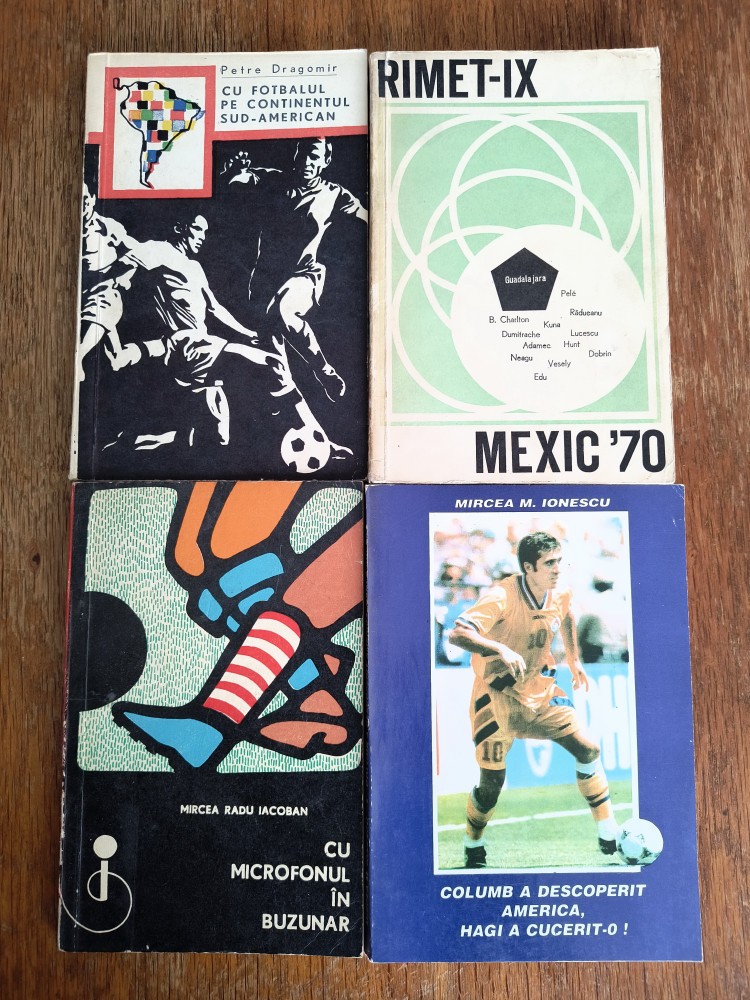 Petre Dragomir
CU FOTBALUL
PE CONTINENTUL
SUD-AMERICAN
RIMET-IX
Guadalajara
Pelé
Răducanu
B. Charlton
Kuna
Dumitrache
Lucescu
Adamec
Hunt
Dobrin
Neagu
Vesely
Edu
MEXIC '70
MIRCEA RADU IACOBAN
CU
MICROFONUL
ÎN
BUZUNAR
i
MIRCEA M. IONESCU
10
10
COLUMB A DESCOPERIT
AMERICA,
HAGI A CUCERIT-O !